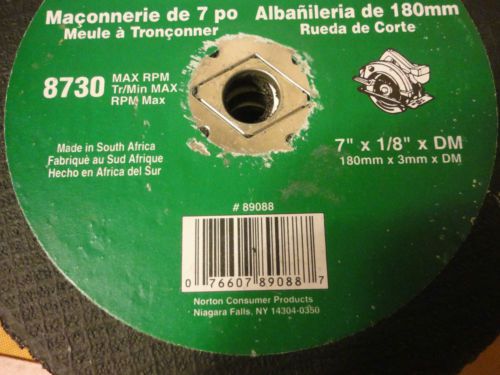 Maçonnerie de 7 po
Meule à Tronçonner
Albañileria de 180mm
Rueda de Corte
8730
MAX RPM
Tr/Min MAX
RPM Max
Made in South Africa
Fabriqué au Sud Afrique
Hecho en Africa del Sur
7" x 1/8" x DM
180mm x 3mm x DM
# 89088
0 76607 89088 7
Norton Consumer Products
Niagara Falls, NY 14304-0350